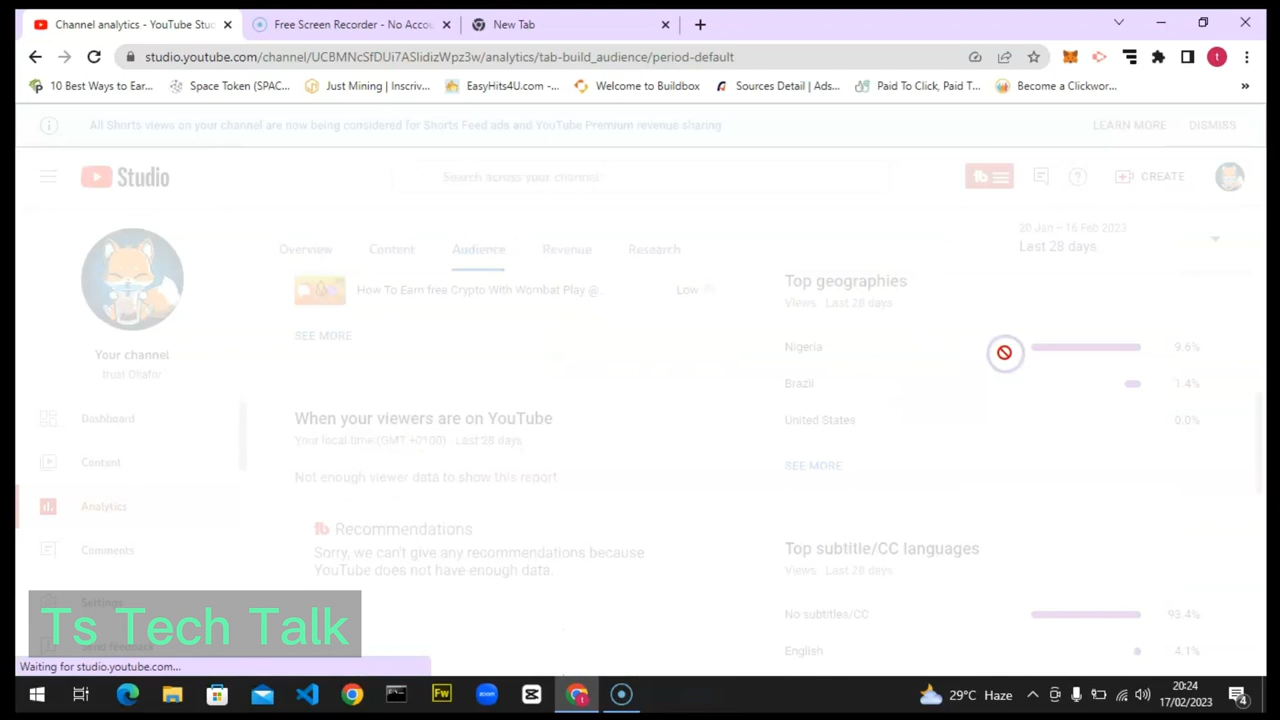 Channel analytics - YouTube Stu
Free Screen Recorder - No Accou
New Tab
studio.youtube.com/channel/UCBMNcSfDUi7ASlidizWpz3w/analytics/tab-build_audience/period-default
t
10 Best Ways to Ear...
Space Token (SPAC...
Just Mining | Inscriv...
EasyHits4U.com -...
Welcome to Buildbox
Sources Detail | Ads...
Paid To Click, Paid T...
Become a Clickwor...
»
All Shorts views on your channel are now being considered for Shorts Feed ads and YouTube Premium revenue sharing
LEARN MORE
DISMISS
Studio
Search across your channel
CREATE
20 Jan – 16 Feb 2023
Last 28 days
Overview
Content
Audience
Revenue
Research
How To Earn free Crypto With Wombat Play @...
Low
SEE MORE
Top geographies
Views · Last 28 days
Nigeria
9.6%
Brazil
1.4%
United States
0.0%
SEE MORE
Your channel
trust Okafor
Dashboard
Content
Analytics
Comments
Settings
Send feedback
When your viewers are on YouTube
Your local time (GMT +0100) · Last 28 days
Not enough viewer data to show this report
Recommendations
Sorry, we can't give any recommendations because
YouTube does not have enough data.
Top subtitle/CC languages
Views · Last 28 days
No subtitles/CC
93.4%
English
4.1%
Ts Tech Talk
Waiting for studio.youtube.com...
Fw
zoom
29°C Haze
20:24
17/02/2023
4